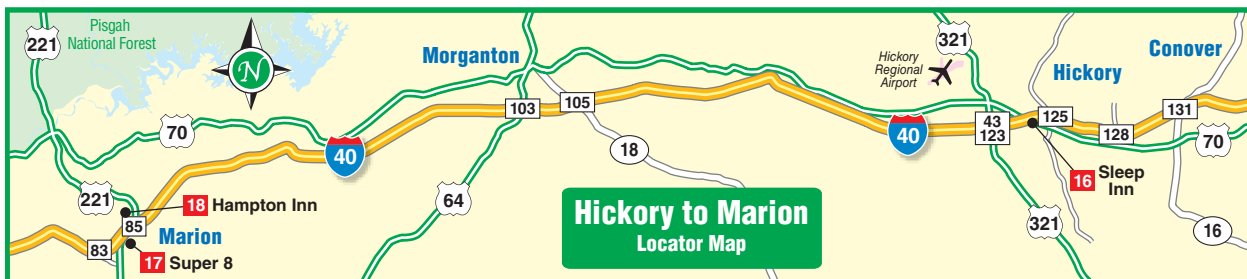 Pisgah
National Forest
221
N
Morganton
321
Hickory
Regional
Airport
Hickory
Conover
70
40
103
105
18
40
43
123
125
128
131
70
221
18 Hampton Inn
85
Marion
83
17 Super 8
64
Hickory to Marion
Locator Map
321
16 Sleep
Inn
16